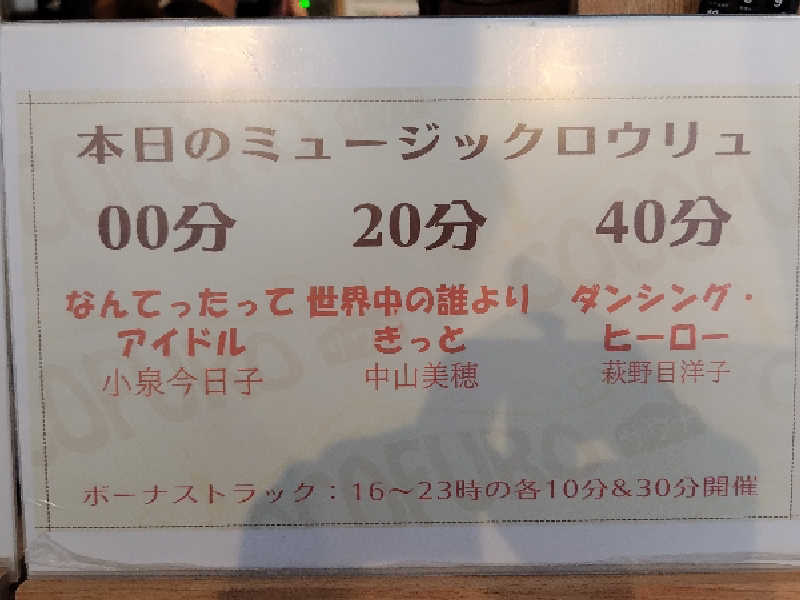 本日のミュージックロウリュ
00分 20分 40分
なんてったって 世界中の誰より ダンシング・
アイドル きっと ヒーロー
小泉今日子 中山美穂 萩野目洋子
ボーナストラック：16～23時の各10分&30分開催